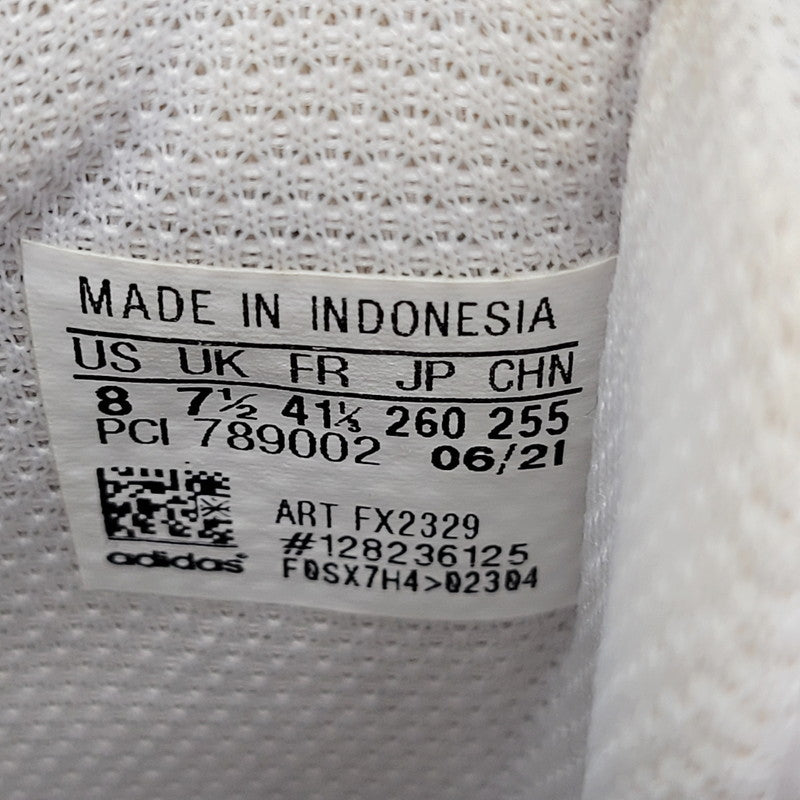 MADE IN INDONESIA
US UK FR JP CHN
8 7½ 41⅓ 260 255
PCI 789002 06/21
ART FX2329
#128236125
adidas F0SX7H4>02304